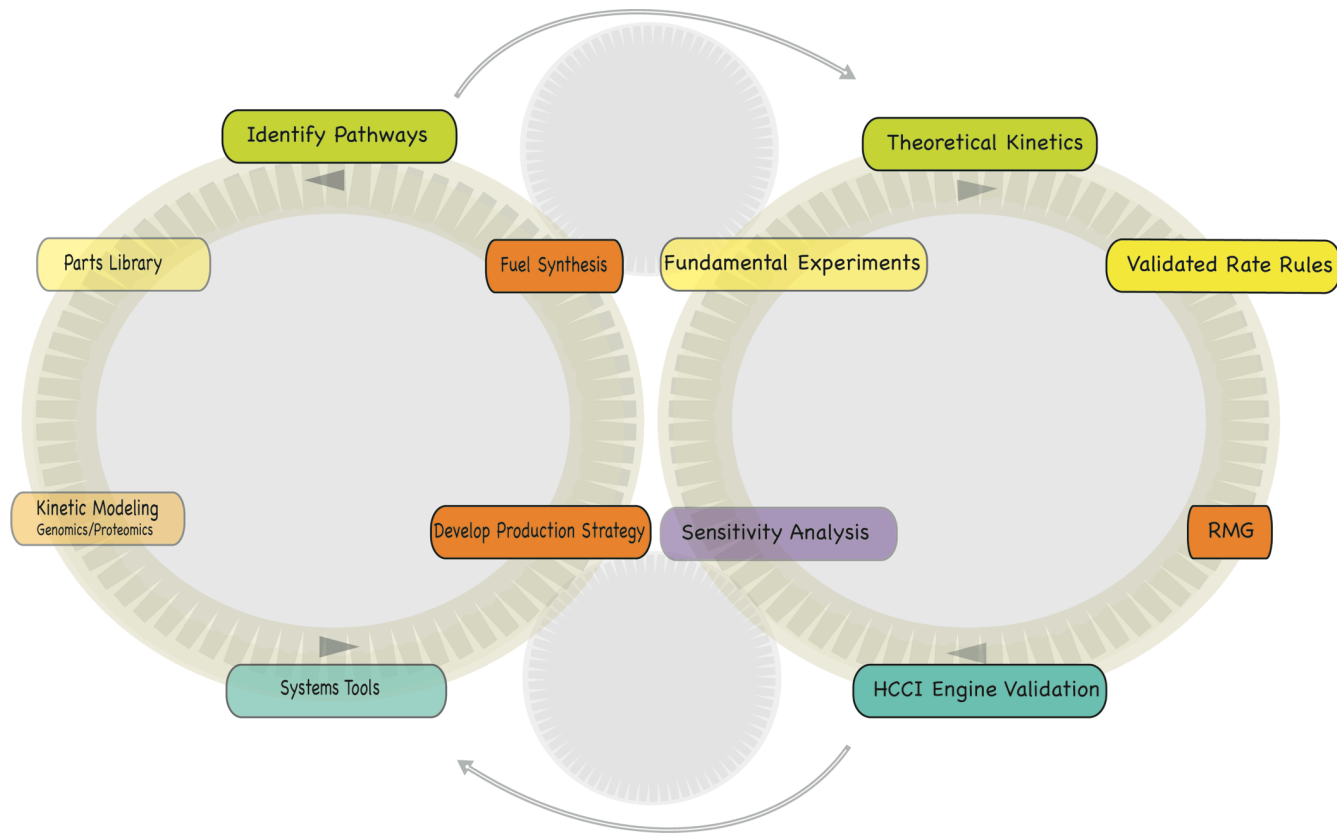 Identify Pathways
Theoretical Kinetics
Parts Library
Fuel Synthesis
Fundamental Experiments
Validated Rate Rules
Kinetic Modeling
Genomics/Proteomics
Develop Production Strategy
Sensitivity Analysis
RMG
Systems Tools
HCCI Engine Validation